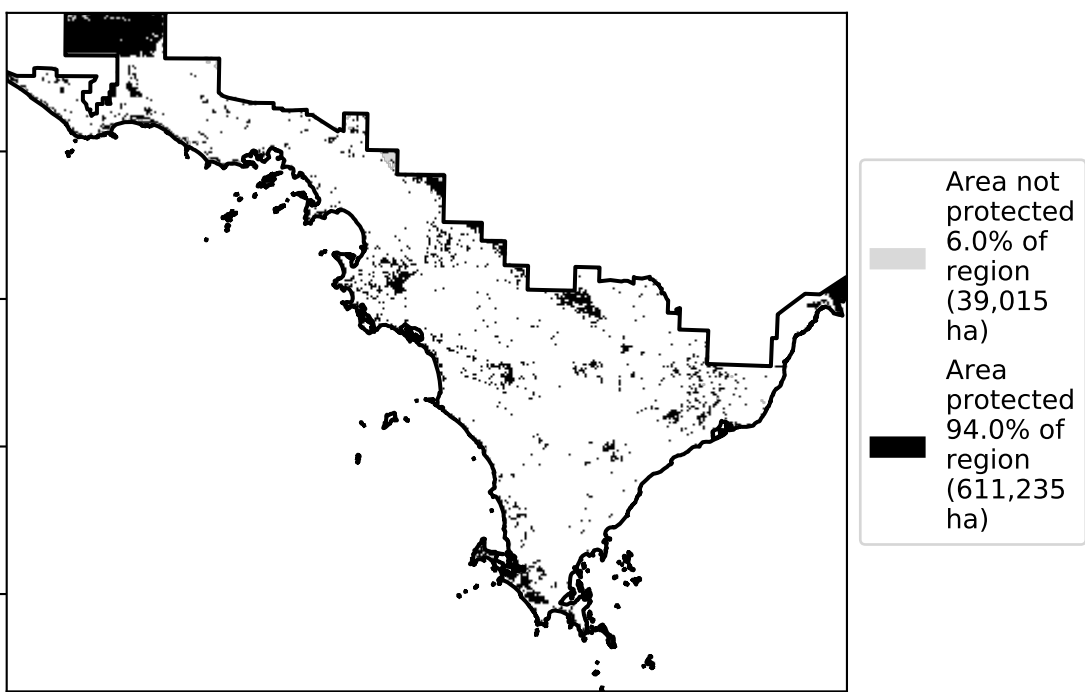 Area not
protected
6.0% of
region
(39,015
ha)
Area
protected
94.0% of
region
(611,235
ha)